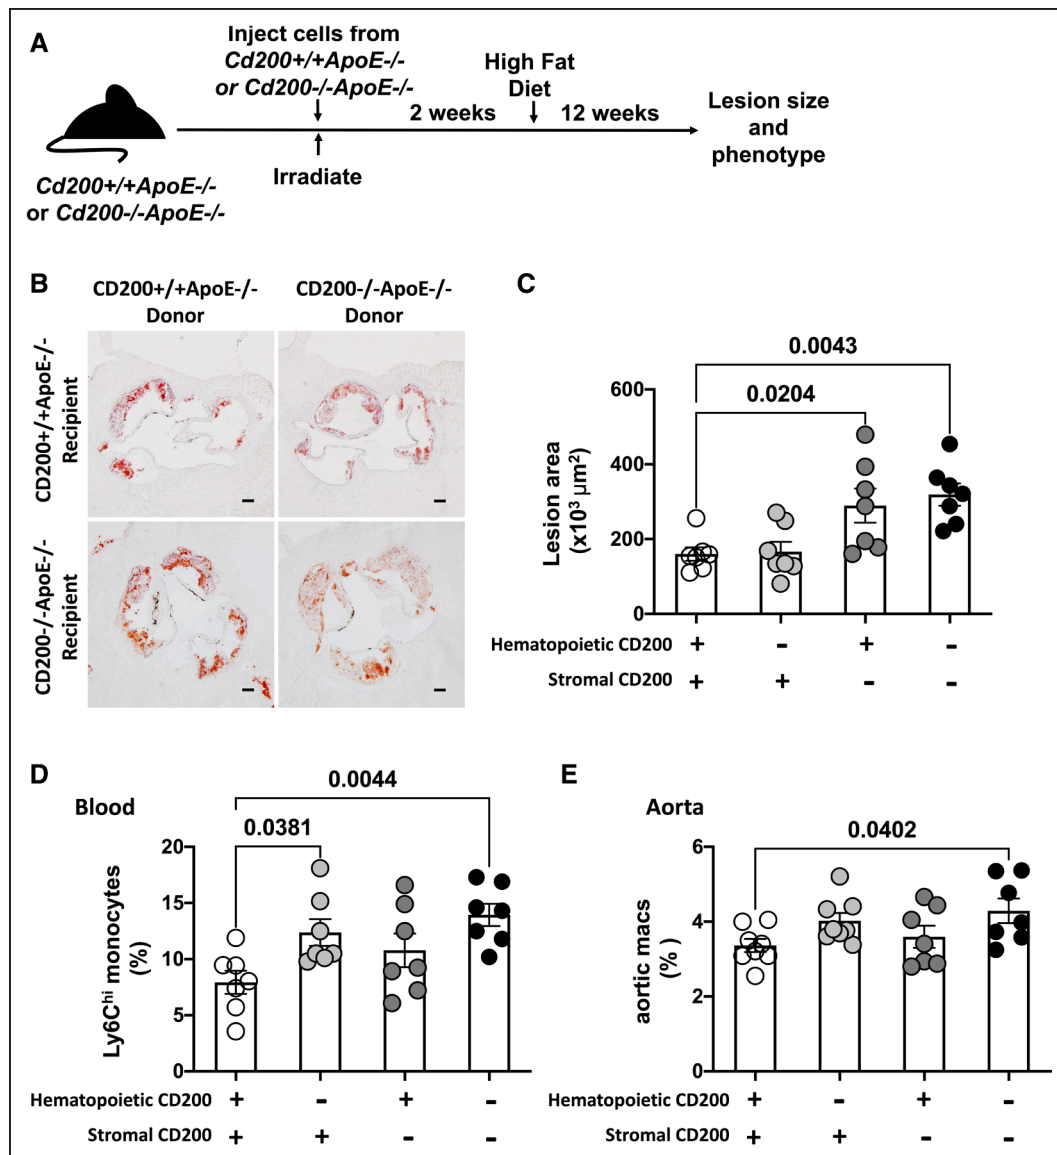 A
Inject cells from
Cd200+/+ApoE-/-
or Cd200-/-ApoE-/-
High Fat
Diet
2 weeks
12 weeks
Lesion size
and
phenotype
Irradiate
Cd200+/+ApoE-/-
or Cd200-/-ApoE-/-
B
CD200+/+ApoE-/-
Donor
CD200-/-ApoE-/-
Donor
CD200+/+ApoE-/-
Recipient
CD200-/-ApoE-/-
Recipient
C
0.0043
0.0204
Lesion area
(x10³ µm²)
600
400
200
0
Hematopoietic CD200 + - + -
Stromal CD200 + + - -
D
Blood
0.0044
0.0381
Ly6Cʰⁱ monocytes
(%)
20
15
10
5
0
Hematopoietic CD200 + - + -
Stromal CD200 + + - -
E
Aorta
0.0402
aortic macs
(% )
6
4
2
0
Hematopoietic CD200 + - + -
Stromal CD200 + + - -